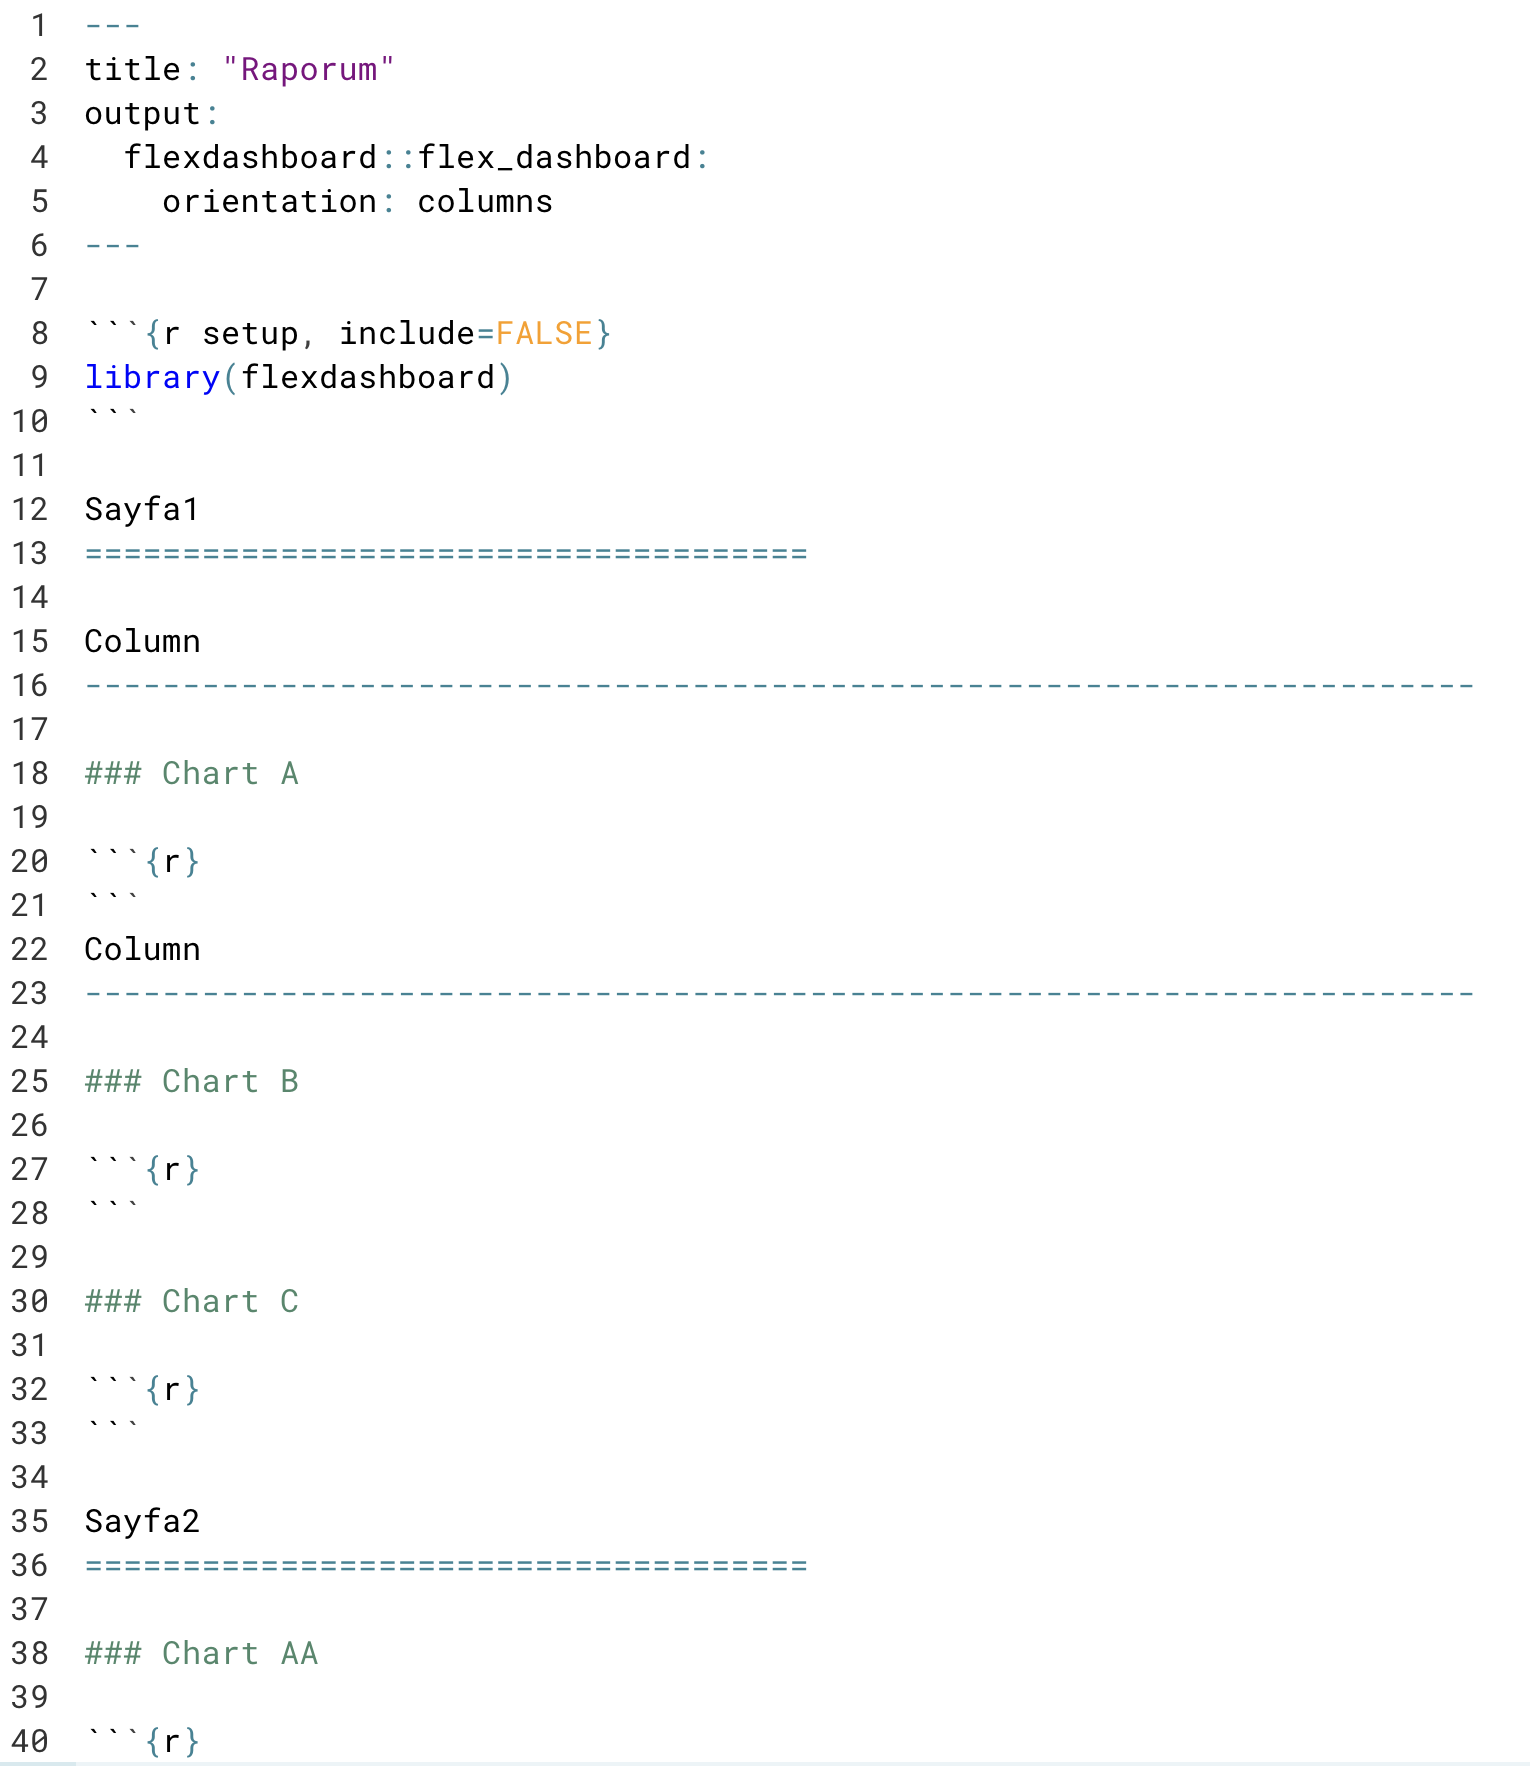 1 ---
2 title: "Raporum"
3 output:
4   flexdashboard::flex_dashboard:
5     orientation: columns
6 ---
7
8 ```{r setup, include=FALSE}
9 library(flexdashboard)
10 ```
11
12 Sayfa1
13 =====================================
14
15 Column
16 -----------------------------------------------------------------------
17
18 ### Chart A
19
20 ```{r}
21 ```
22 Column
23 -----------------------------------------------------------------------
24
25 ### Chart B
26
27 ```{r}
28 ```
29
30 ### Chart C
31
32 ```{r}
33 ```
34
35 Sayfa2
36 =====================================
37
38 ### Chart AA
39
40 ```{r}